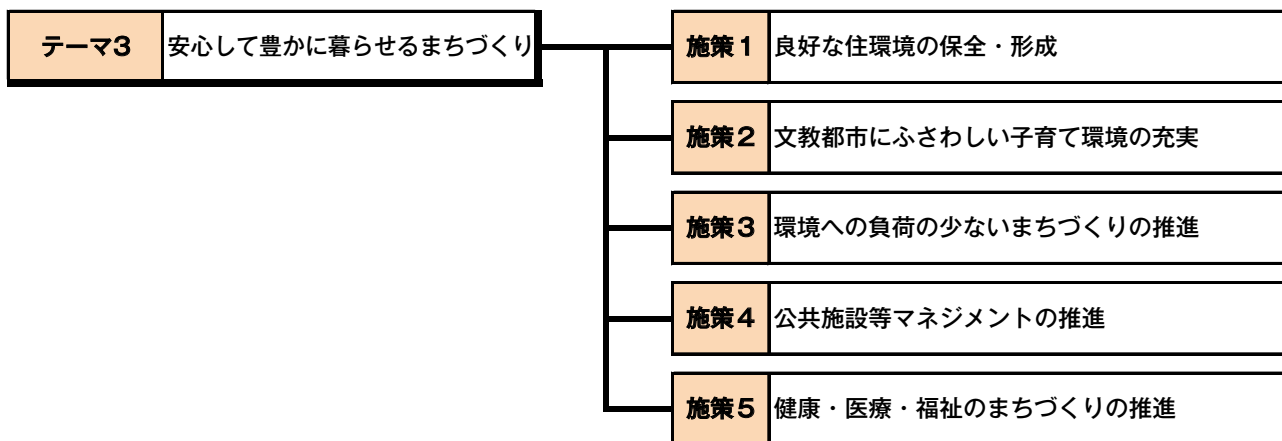 テーマ3 安心して豊かに暮らせるまちづくり
施策1 良好な住環境の保全・形成
施策2 文教都市にふさわしい子育て環境の充実
施策3 環境への負荷の少ないまちづくりの推進
施策4 公共施設等マネジメントの推進
施策5 健康・医療・福祉のまちづくりの推進